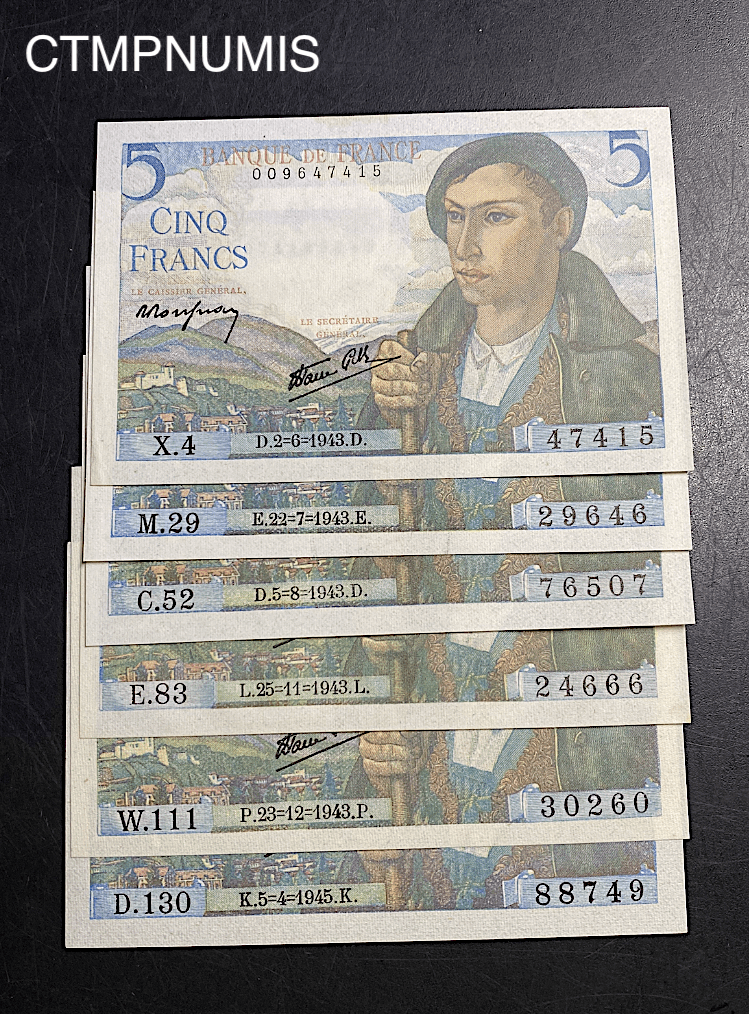 CTMPNUMIS
5 BANQUE DE FRANCE 5
009647415
CINQ
FRANCS
LE CAISSIER GÉNÉRAL,
LE SECRÉTAIRE
GÉNÉRAL,
X.4 D.2=6=1943.D. 47415
M.29 E.22=7=1943.E. 29646
C.52 D.5=8=1943.D. 76507
E.83 L.25=11=1943.L. 24666
W.111 P.23=12=1943.P. 30260
D.130 K.5=4=1945.K. 88749